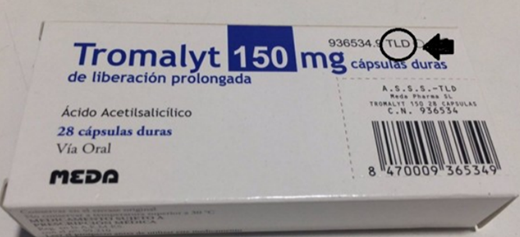 936534.9 TLD
Tromalyt 150 mg cápsulas duras
de liberación prolongada
Ácido Acetilsalicílico
28 cápsulas duras
Vía Oral
MEDA
A.S.S.S.-TLD
Meda Pharma SL
TROMALYT 150 28 CAPSULAS
C.N. 936534
8 470009 365349